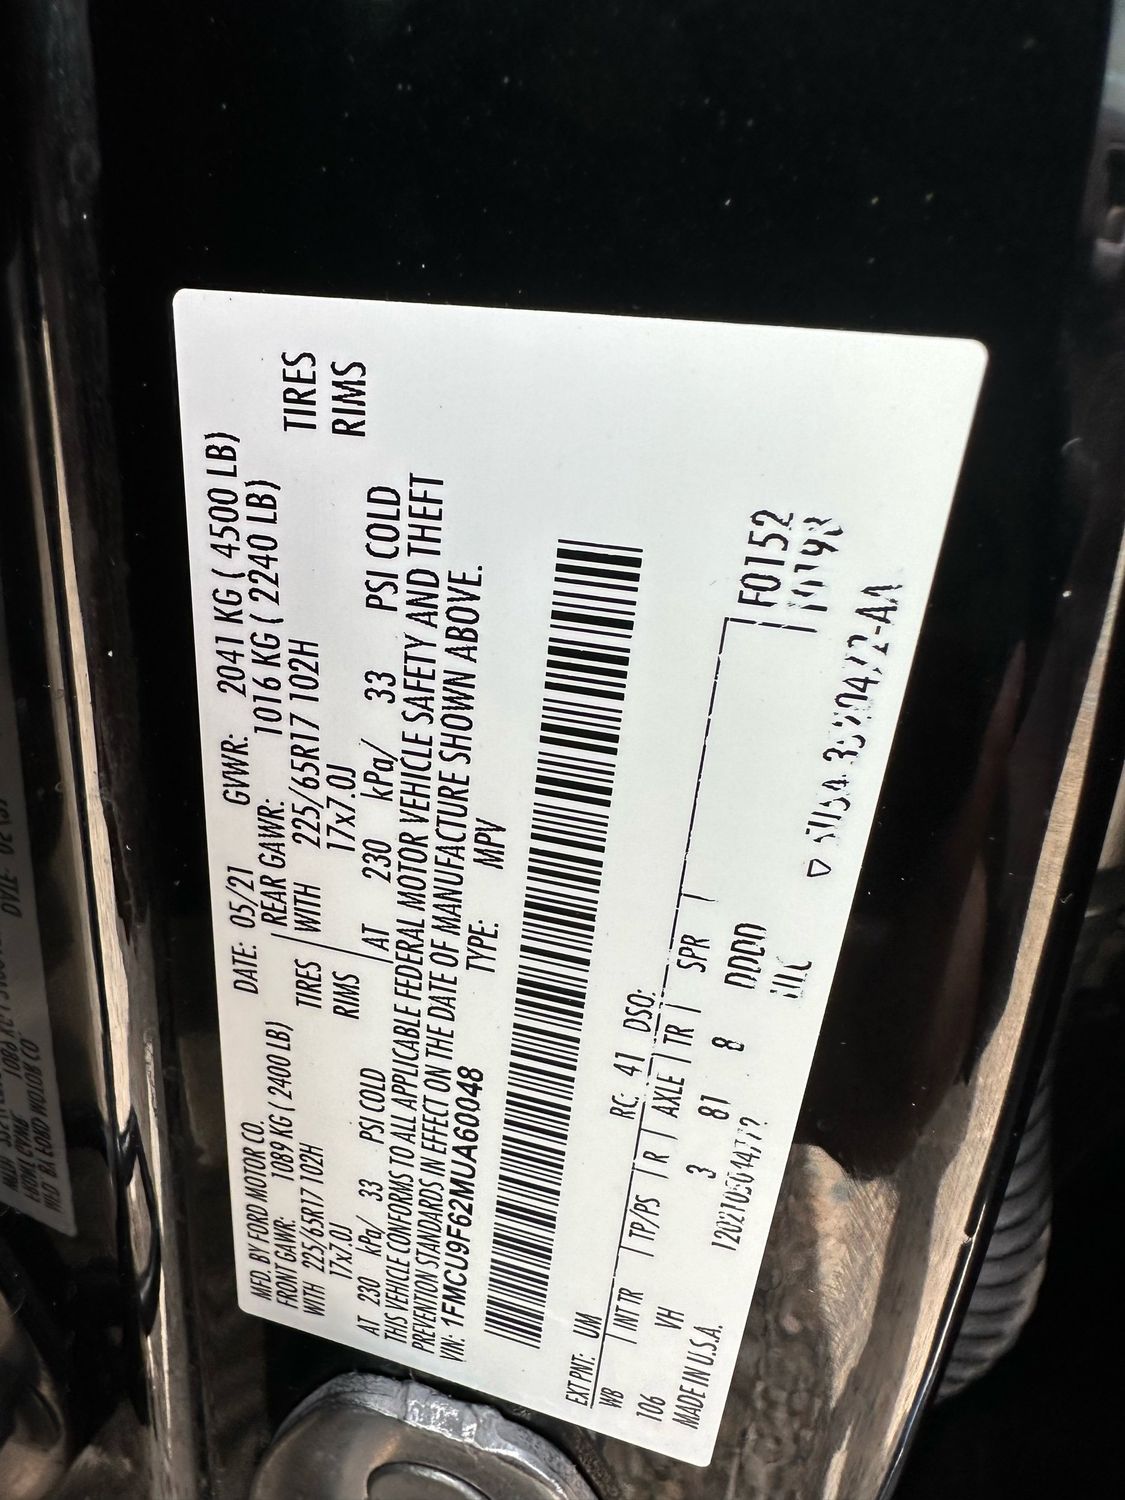 MFD. BY FORD MOTOR CO.
DATE: 05/21 GVWR: 2041 KG ( 4500 LB)
FRONT GAWR: 1089 KG ( 2400 LB) REAR GAWR: 1016 KG ( 2240 LB)
WITH 225/65R17 102H TIRES WITH 225/65R17 102H TIRES
17x7.0J RIMS 17x7.0J RIMS
AT 230 kPa/ 33 PSI COLD AT 230 kPa/ 33 PSI COLD
THIS VEHICLE CONFORMS TO ALL APPLICABLE FEDERAL MOTOR VEHICLE SAFETY AND THEFT
PREVENTION STANDARDS IN EFFECT ON THE DATE OF MANUFACTURE SHOWN ABOVE.
VIN: 1FMCU9F62MUA60048 TYPE: MPV
EXT PNT: UM RC: 41 DSO:
WB INT TR TP/PS R AXLE TR SPR F0152
106 VH 3 81 8 DDDD
MADE IN U.S.A.